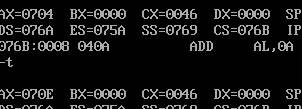 AX=0704 BX=0000 CX=0046 DX=0000 SP
DS=076A ES=075A SS=0769 CS=076B IP
076B:0008 040A ADD AL,0A
-t
AX=070E BX=0000 CX=0046 DX=0000 SP